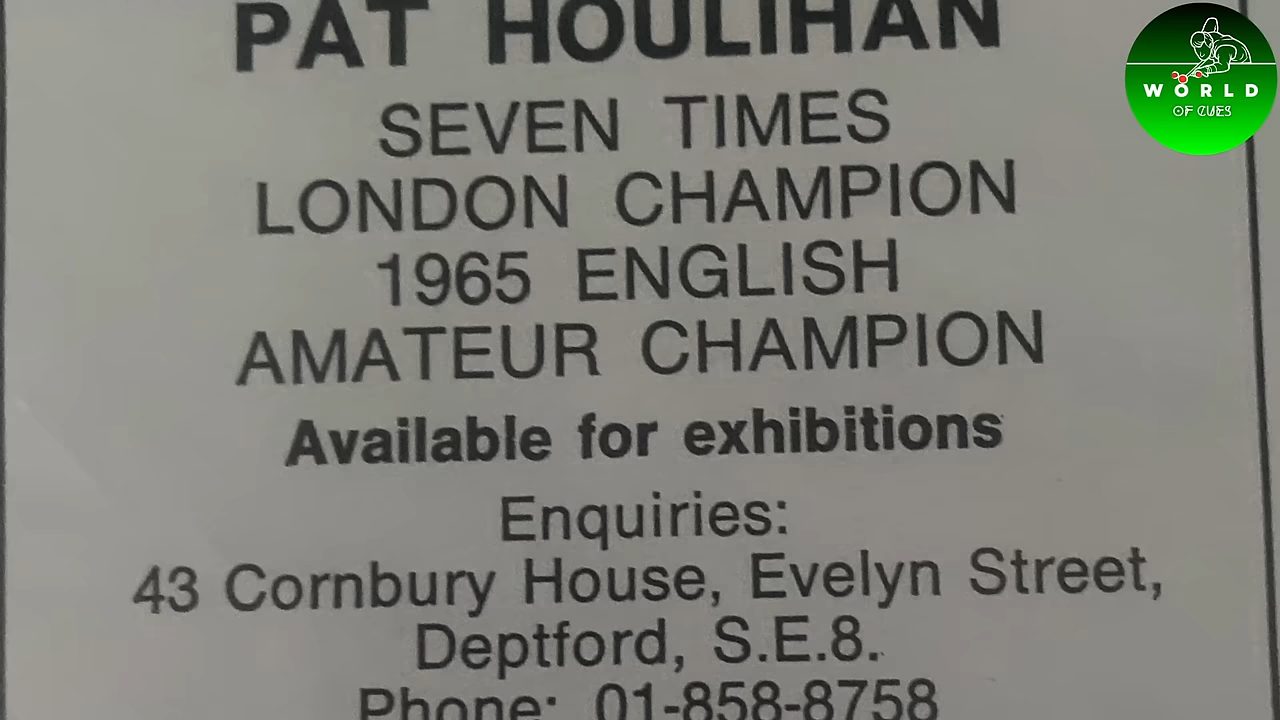 PAT HOULIHAN
SEVEN TIMES
LONDON CHAMPION
1965 ENGLISH
AMATEUR CHAMPION
Available for exhibitions
Enquiries:
43 Cornbury House, Evelyn Street,
Deptford, S.E.8.
Phone: 01-858-8758
WORLD
OF CUES